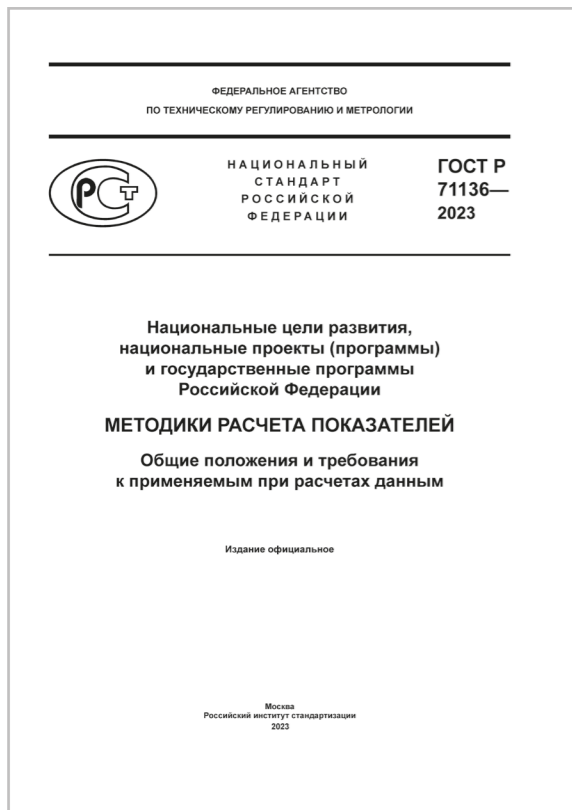 ФЕДЕРАЛЬНОЕ АГЕНТСТВО
ПО ТЕХНИЧЕСКОМУ РЕГУЛИРОВАНИЮ И МЕТРОЛОГИИ
РСТ
НАЦИОНАЛЬНЫЙ
СТАНДАРТ
РОССИЙСКОЙ
ФЕДЕРАЦИИ
ГОСТ Р
71136—
2023
Национальные цели развития,
национальные проекты (программы)
и государственные программы
Российской Федерации
МЕТОДИКИ РАСЧЕТА ПОКАЗАТЕЛЕЙ
Общие положения и требования
к применяемым при расчетах данным
Издание официальное
Москва
Российский институт стандартизации
2023